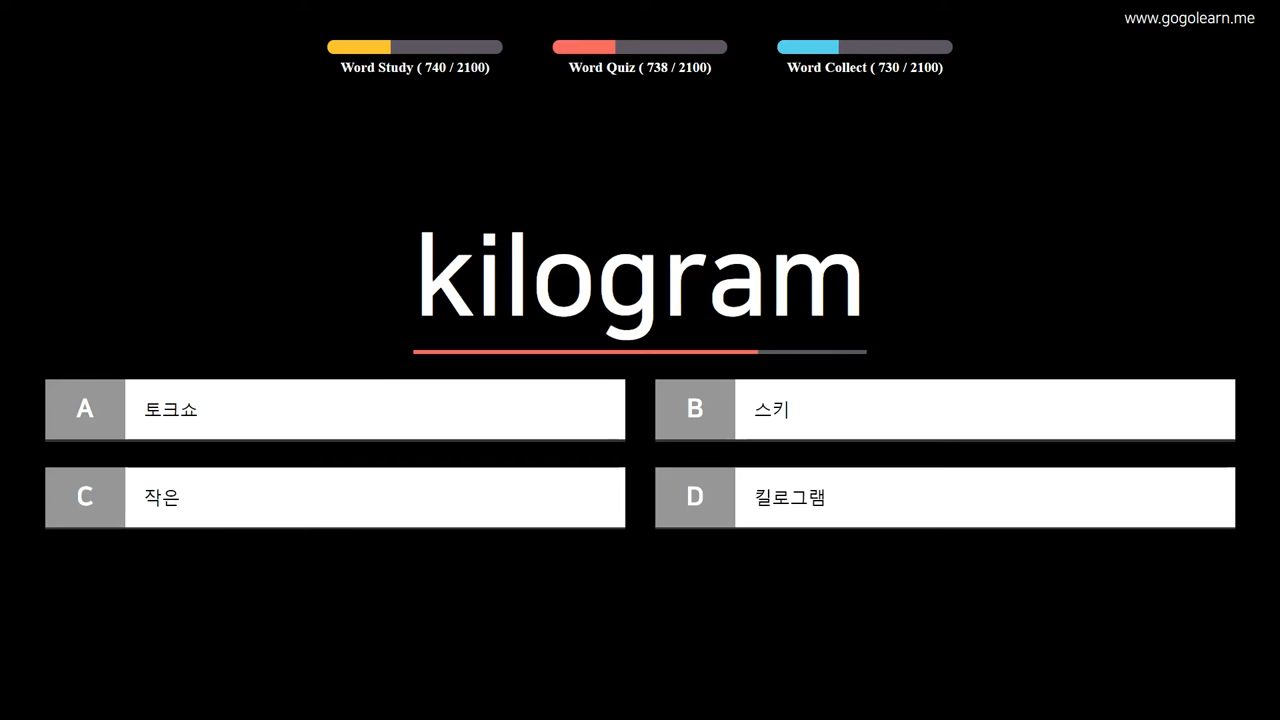 www.gogolearn.me
Word Study ( 740 / 2100) Word Quiz ( 738 / 2100) Word Collect ( 730 / 2100)
kilogram
A 토크쇼
B 스키
C 작은
D 킬로그램